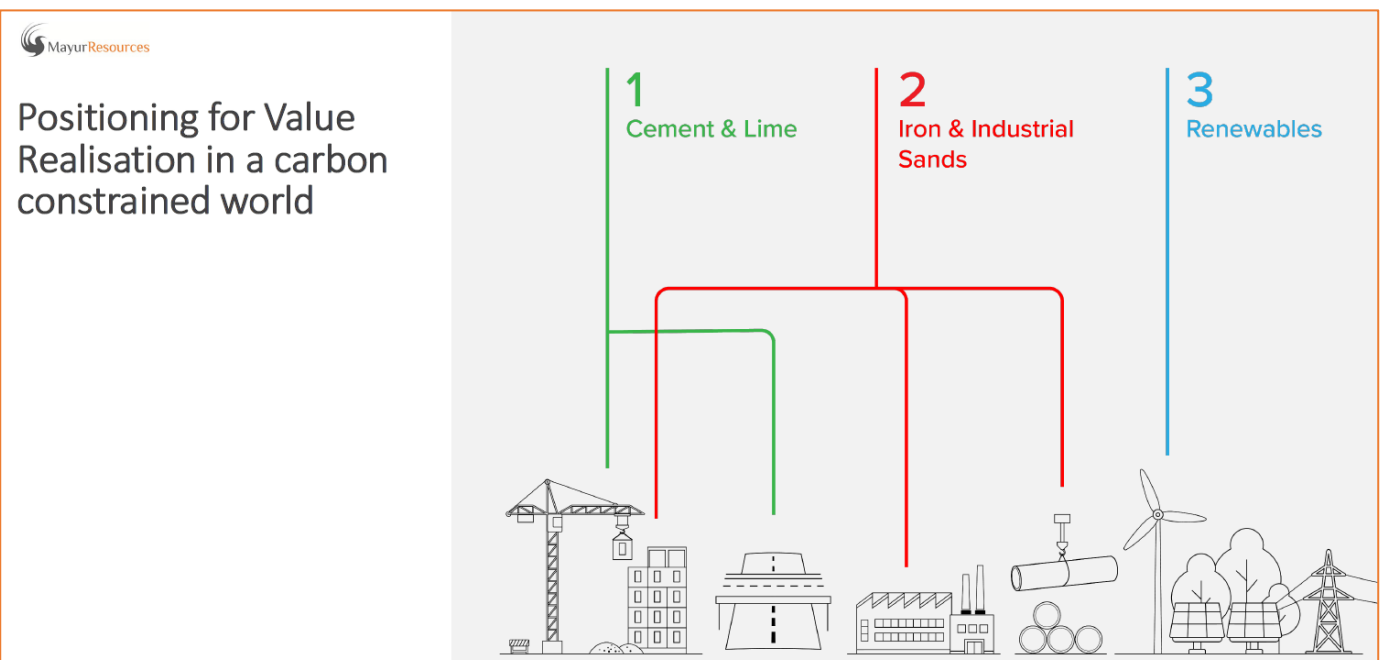 MayurResources
Positioning for Value
Realisation in a carbon
constrained world
1
Cement & Lime
2
Iron & Industrial
Sands
3
Renewables